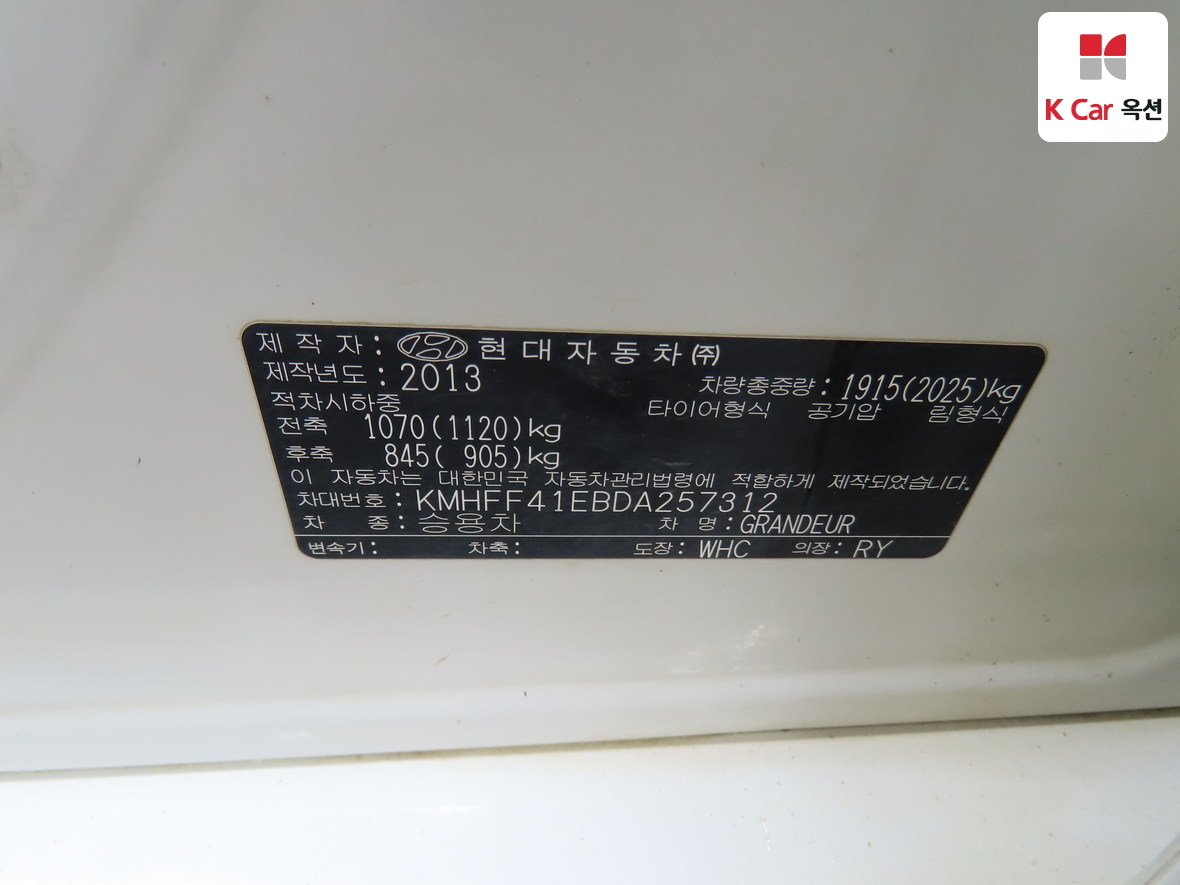 K Car 옥션
제 작 자 : 현 대 자 동 차 ㈜
제작년도 : 2013
차량총중량 : 1915(2025)kg
적차시하중
타이어형식 공기압 림형식
전축 1070(1120)kg
후축 845( 905)kg
이 자동차는 대한민국 자동차관리법령에 적합하게 제작되었습니다.
차대번호 : KMHFF41EBDA257312
차 종 : 승용차 차 명 : GRANDEUR
변속기 : 차축 : 도장 : WHC 의장 : RY